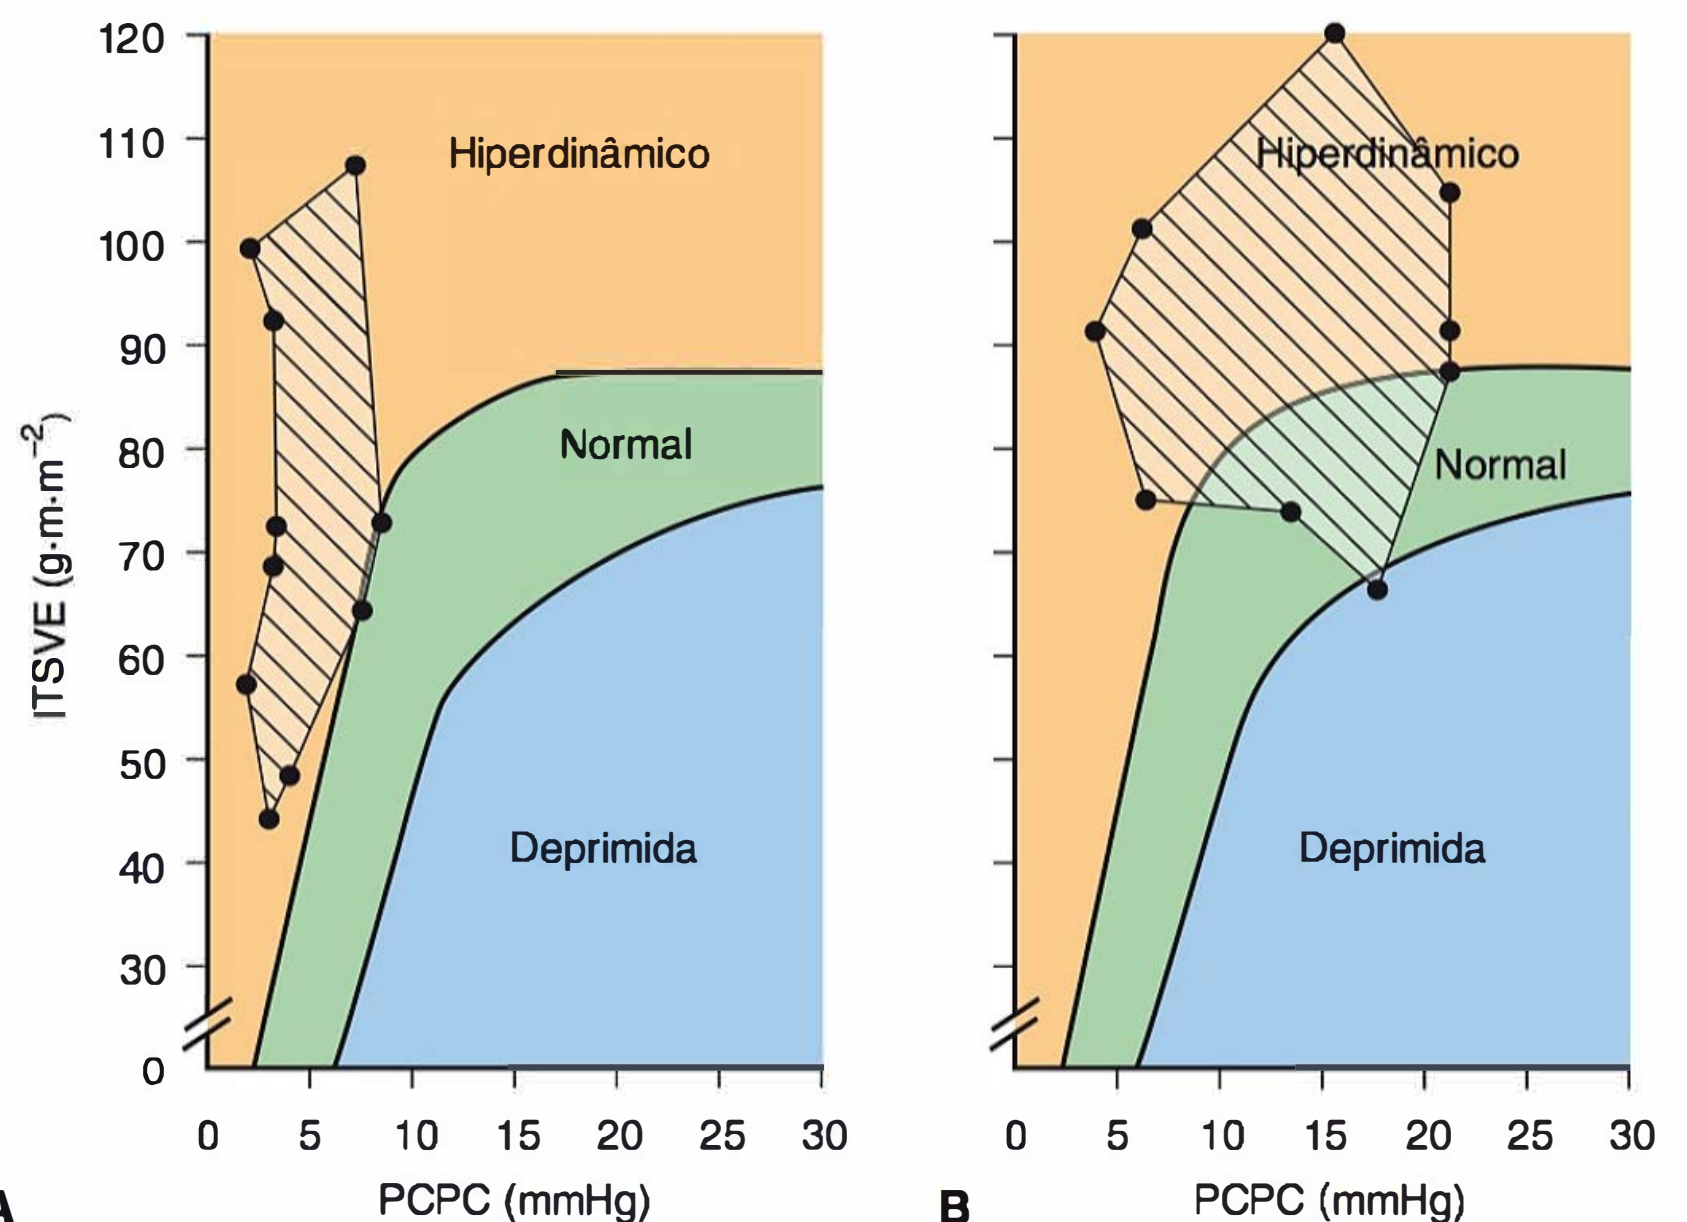 120
110
100
90
80
70
60
50
40
30
0
ITSVE (g·m·m⁻²)
Hiperdinâmico
Normal
Deprimida
0 5 10 15 20 25 30
PCPC (mmHg)
A
Hiperdinâmico
Normal
Deprimida
0 5 10 15 20 25 30
PCPC (mmHg)
B